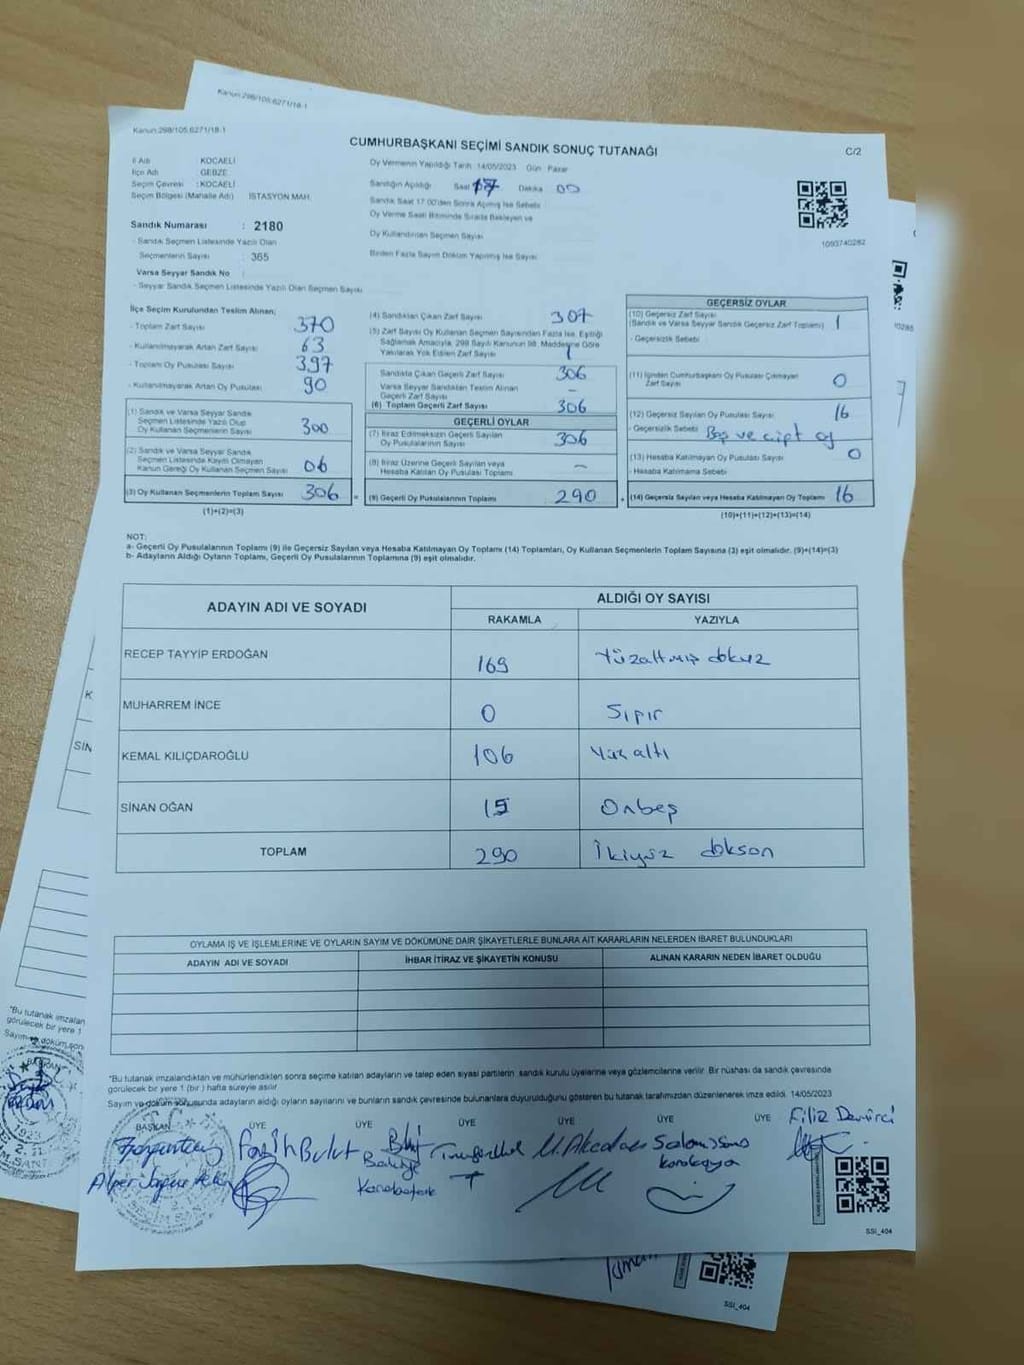 Kanun:298/105.6271/18-1
Kanun:298/105.6271/18-1
CUMHURBAŞKANI SEÇİMİ SANDIK SONUÇ TUTANAĞI
C/2
İl Adı : KOCAELİ
İlçe Adı : GEBZE
Seçim Çevresi : KOCAELİ
Seçim Bölgesi (Mahalle Adı) İSTASYON MAH.
Oy Vermenin Yapıldığı Tarih :14/05/2023 Gün : Pazar
Sandığın Açıldığı Saat 17 Dakika 00
Sandık Saat 17.00'den Sonra Açılmış İse Sebebi :
Oy Verme Saati Bitiminde Sırada Bekleyen ve
Oy Kullandırılan Seçmen Sayısı
Birden Fazla Sayım Döküm Yapılmış İse Sayısı
1093740282
Sandık Numarası : 2180
- Sandık Seçmen Listesinde Yazılı Olan
Seçmenlerin Sayısı : 365
Varsa Seyyar Sandık No :
- Seyyar Sandık Seçmen Listesinde Yazılı Olan Seçmen Sayısı
İlçe Seçim Kurulundan Teslim Alınan;
- Toplam Zarf Sayısı 370
- Kullanılmayarak Artan Zarf Sayısı 63
- Toplam Oy Pusulası Sayısı 397
- Kullanılmayarak Artan Oy Pusulası 90
(1) Sandık ve Varsa Seyyar Sandık
Seçmen Listesinde Yazılı Olup
Oy Kullanan Seçmenlerin Sayısı 300
(2) Sandık ve Varsa Seyyar Sandık
Seçmen Listesinde Kayıtlı Olmayan
Kanun Gereği Oy Kullanan Seçmen Sayısı 06
(3) Oy Kullanan Seçmenlerin Toplam Sayısı 306
(1)+(2)=(3)
(4) Sandıktan Çıkan Zarf Sayısı 307
(5) Zarf Sayısı Oy Kullanan Seçmen Sayısından Fazla İse, Eşitliği
Sağlamak Amacıyla, 298 Sayılı Kanunun 98. Maddesine Göre
Yakılarak Yok Edilen Zarf Sayısı 1
Sandıkta Çıkan Geçerli Zarf Sayısı 306
Varsa Seyyar Sandıktan Teslim Alınan
Geçerli Zarf Sayısı –
(6) Toplam Geçerli Zarf Sayısı 306
GEÇERLİ OYLAR
(7) İtiraz Edilmeksizin Geçerli Sayılan
Oy Pusulalarının Sayısı 306
(8) İtiraz Üzerine Geçerli Sayılan veya
Hesaba Katılan Oy Pusulası Toplamı –
= (9) Geçerli Oy Pusulalarının Toplamı 290
GEÇERSİZ OYLAR
(10) Geçersiz Zarf Sayısı
(Sandık ve Varsa Seyyar Sandık Geçersiz Zarf Toplamı) 1
- Geçersizlik Sebebi :
(11) İçinden Cumhurbaşkanı Oy Pusulası Çıkmayan
Zarf Sayısı 0
(12) Geçersiz Sayılan Oy Pusulası Sayısı 16
- Geçersizlik Sebebi : Boş ve çipt oy
(13) Hesaba Katılmayan Oy Pusulası Sayısı 0
- Hesaba Katılmama Sebebi :
+ (14) Geçersiz Sayılan veya Hesaba Katılmayan Oy Toplamı 16
(10)+(11)+(12)+(13)=(14)
NOT:
a- Geçerli Oy Pusulalarının Toplamı (9) ile Geçersiz Sayılan veya Hesaba Katılmayan Oy Toplamı (14) Toplamları, Oy Kullanan Seçmenlerin Toplam Sayısına (3) eşit olmalıdır. (9)+(14)=(3)
b- Adayların Aldığı Oyların Toplamı, Geçerli Oy Pusulalarının Toplamına (9) eşit olmalıdır.
ADAYIN ADI VE SOYADI ALDIĞI OY SAYISI
RAKAMLA YAZIYLA
RECEP TAYYİP ERDOĞAN 169 Yüzaltmış dokuz
MUHARREM İNCE 0 Sıfır
KEMAL KILIÇDAROĞLU 106 Yüz altı
SİNAN OĞAN 15 Onbeş
TOPLAM 290 İkiyüz dokson
OYLAMA İŞ VE İŞLEMLERİNE VE OYLARIN SAYIM VE DÖKÜMÜNE DAİR ŞİKAYETLERLE BUNLARA AİT KARARLARIN NELERDEN İBARET BULUNDUKLARI
ADAYIN ADI VE SOYADI İHBAR İTİRAZ VE ŞİKAYETİN KONUSU ALINAN KARARIN NEDEN İBARET OLDUĞU
*Bu tutanak imzalandıktan ve mühürlendikten sonra seçime katılan adayların ve talep eden siyasi partilerin sandık kurulu üyelerine veya gözlemcilerine verilir. Bir nüshası da sandık çevresinde
görülecek bir yere 1 (bir ) hafta süreyle asılır.
Sayım ve döküm sonusunda adayların aldığı oyların sayılarını ve bunların sandık çevresinde bulunanlara duyurulduğunu gösteren bu tutanak tarafımızdan düzenlenerek imza edildi. 14/05/2023
BAŞKAN ÜYE ÜYE ÜYE ÜYE ÜYE ÜYE
Fatih Bulut
Filiz Demirci
SSI_404
SSI_404
*Bu tutanak imzalan
görülecek bir yere 1
Sayım ve döküm son